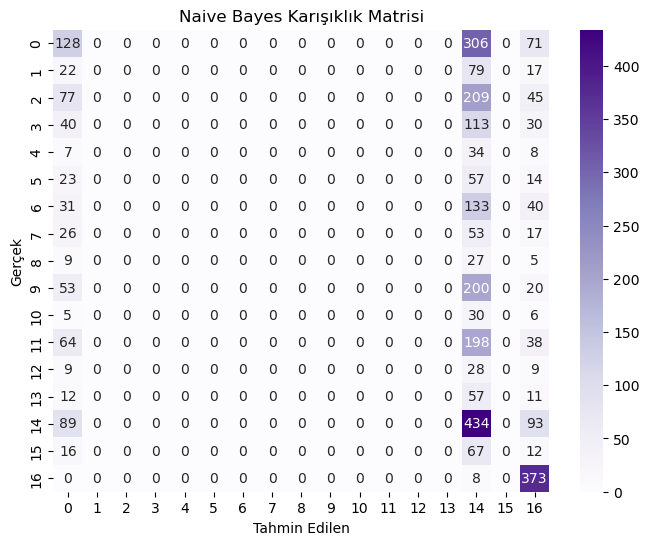 Naive Bayes Karışıklık Matrisi
0 128 0 0 0 0 0 0 0 0 0 0 0 0 0 306 0 71
1 22 0 0 0 0 0 0 0 0 0 0 0 0 0 79 0 17
2 77 0 0 0 0 0 0 0 0 0 0 0 0 0 209 0 45
3 40 0 0 0 0 0 0 0 0 0 0 0 0 0 113 0 30
4 7 0 0 0 0 0 0 0 0 0 0 0 0 0 34 0 8
5 23 0 0 0 0 0 0 0 0 0 0 0 0 0 57 0 14
6 31 0 0 0 0 0 0 0 0 0 0 0 0 0 133 0 40
7 26 0 0 0 0 0 0 0 0 0 0 0 0 0 53 0 17
8 9 0 0 0 0 0 0 0 0 0 0 0 0 0 27 0 5
9 53 0 0 0 0 0 0 0 0 0 0 0 0 0 200 0 20
10 5 0 0 0 0 0 0 0 0 0 0 0 0 0 30 0 6
11 64 0 0 0 0 0 0 0 0 0 0 0 0 0 198 0 38
12 9 0 0 0 0 0 0 0 0 0 0 0 0 0 28 0 9
13 12 0 0 0 0 0 0 0 0 0 0 0 0 0 57 0 11
14 89 0 0 0 0 0 0 0 0 0 0 0 0 0 434 0 93
15 16 0 0 0 0 0 0 0 0 0 0 0 0 0 67 0 12
16 0 0 0 0 0 0 0 0 0 0 0 0 0 0 8 0 373
0 1 2 3 4 5 6 7 8 9 10 11 12 13 14 15 16
Tahmin Edilen
Gerçek
400
350
300
250
200
150
100
50
0